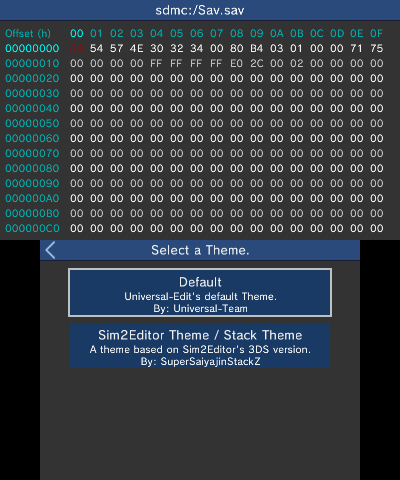 sdmc:/Sav.sav
Offset (h) 00 01 02 03 04 05 06 07 08 09 0A 0B 0C 0D 0E 0F
00000000 54 57 4E 30 32 34 00 80 B4 03 01 00 00 71 75
00000010 00 00 00 00 FF FF FF FF E0 2C 00 02 00 00 00 00
00000020 00 00 00 00 00 00 00 00 00 00 00 00 00 00 00 00
00000030 00 00 00 00 00 00 00 00 00 00 00 00 00 00 00 00
00000040 00 00 00 00 00 00 00 00 00 00 00 00 00 00 00 00
00000050 00 00 00 00 00 00 00 00 00 00 00 00 00 00 00 00
00000060 00 00 00 00 00 00 00 00 00 00 00 00 00 00 00 00
00000070 00 00 00 00 00 00 00 00 00 00 00 00 00 00 00 00
00000080 00 00 00 00 00 00 00 00 00 00 00 00 00 00 00 00
00000090 00 00 00 00 00 00 00 00 00 00 00 00 00 00 00 00
000000A0 00 00 00 00 00 00 00 00 00 00 00 00 00 00 00 00
000000B0 00 00 00 00 00 00 00 00 00 00 00 00 00 00 00 00
000000C0 00 00 00 00 00 00 00 00 00 00 00 00 00 00 00 00
Select a Theme.
Default
Universal-Edit's default Theme.
By: Universal-Team
Sim2Editor Theme / Stack Theme
A theme based on Sim2Editor's 3DS version.
By: SuperSaiyajinStackZ